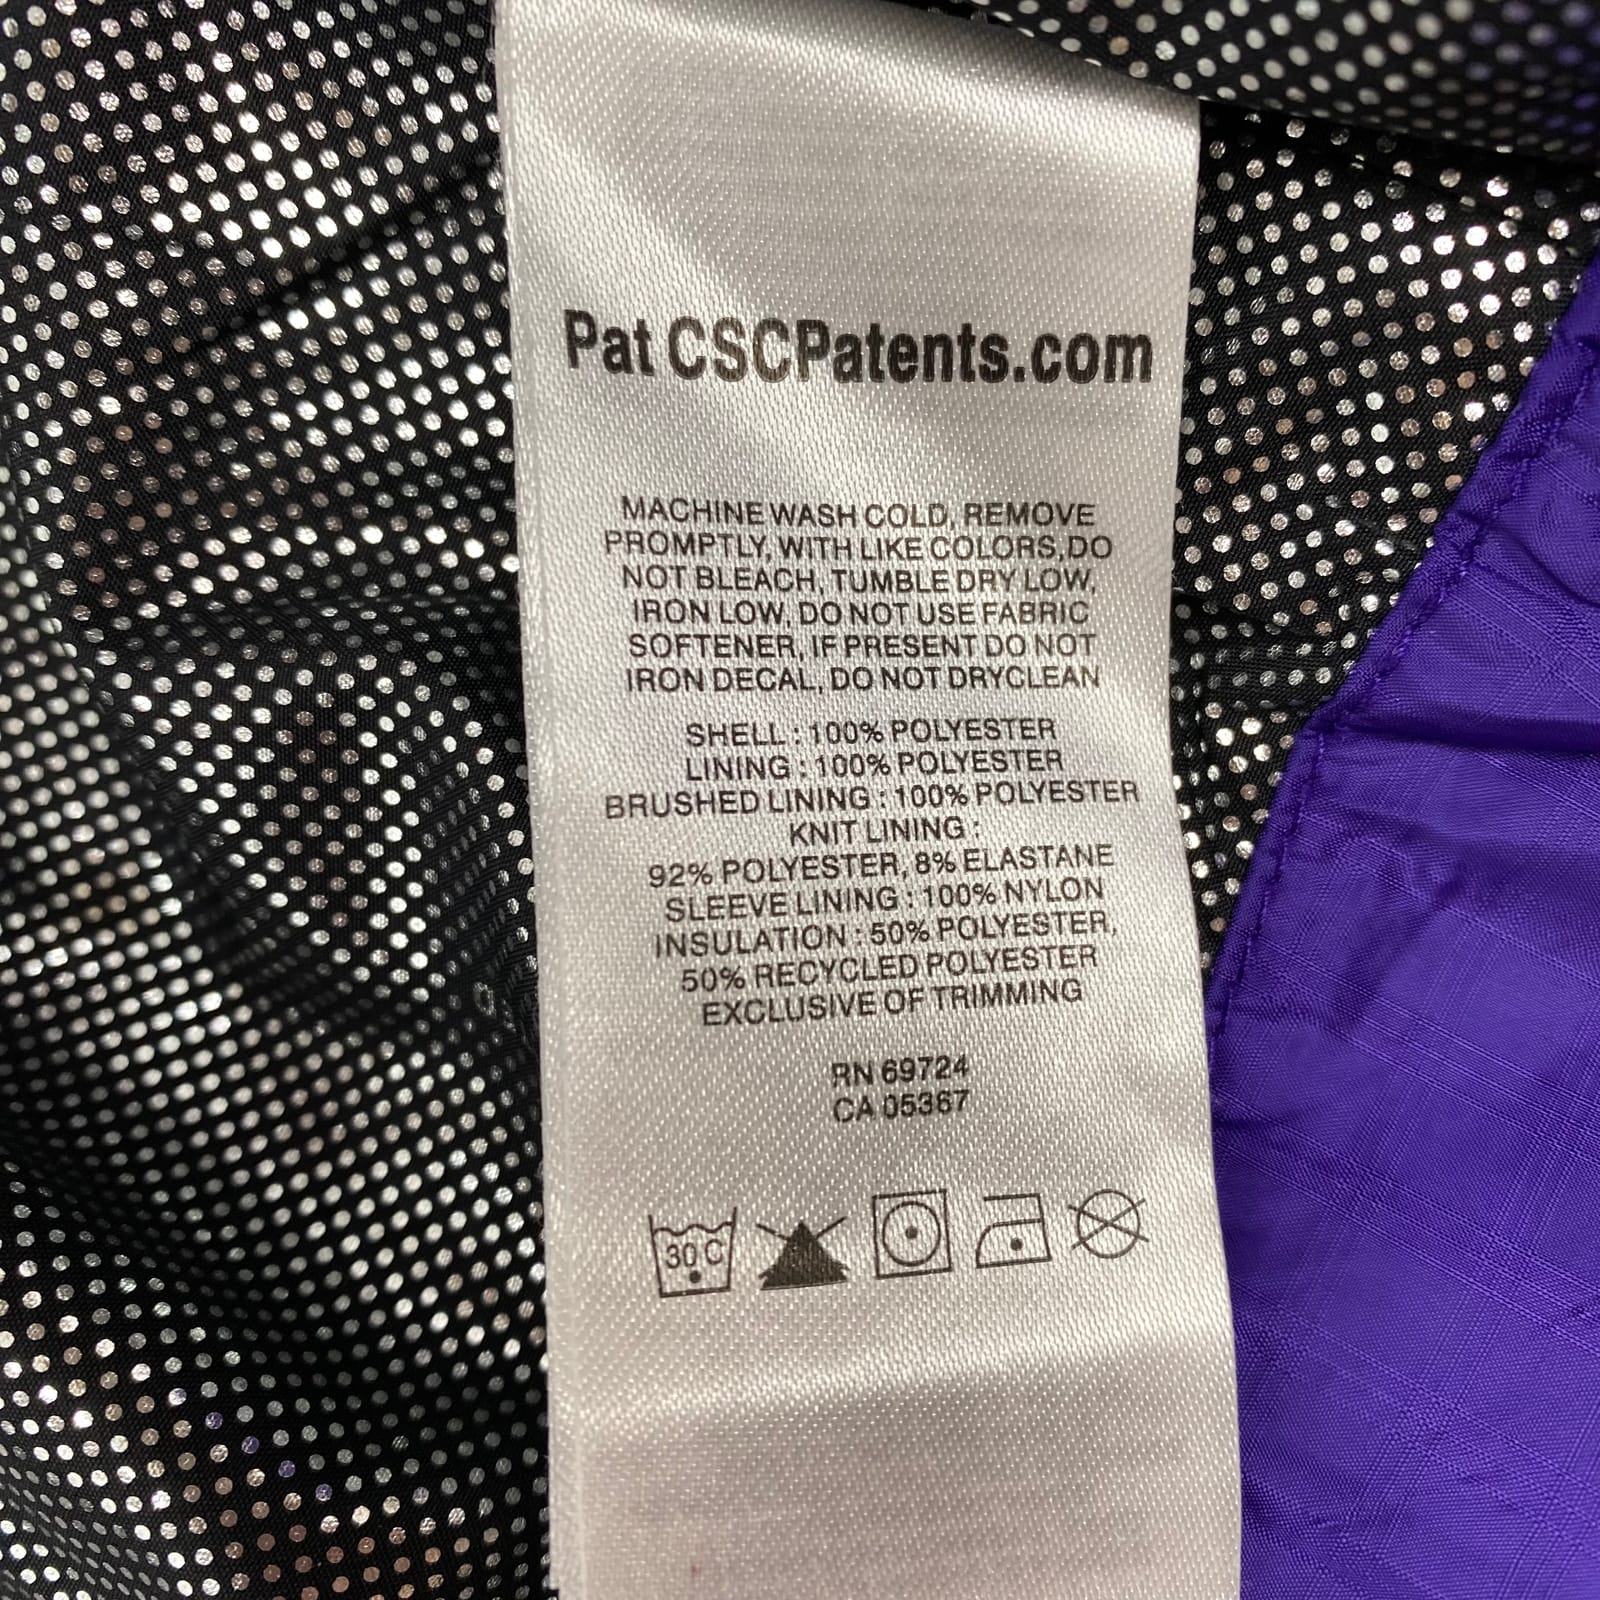 Pat CSCPatents.com
MACHINE WASH COLD, REMOVE
PROMPTLY, WITH LIKE COLORS, DO
NOT BLEACH, TUMBLE DRY LOW,
IRON LOW, DO NOT USE FABRIC
SOFTENER, IF PRESENT DO NOT
IRON DECAL, DO NOT DRYCLEAN
SHELL : 100% POLYESTER
LINING : 100% POLYESTER
BRUSHED LINING : 100% POLYESTER
KNIT LINING :
92% POLYESTER, 8% ELASTANE
SLEEVE LINING : 100% NYLON
INSULATION : 50% POLYESTER,
50% RECYCLED POLYESTER
EXCLUSIVE OF TRIMMING
RN 69724
CA 05367
30 C